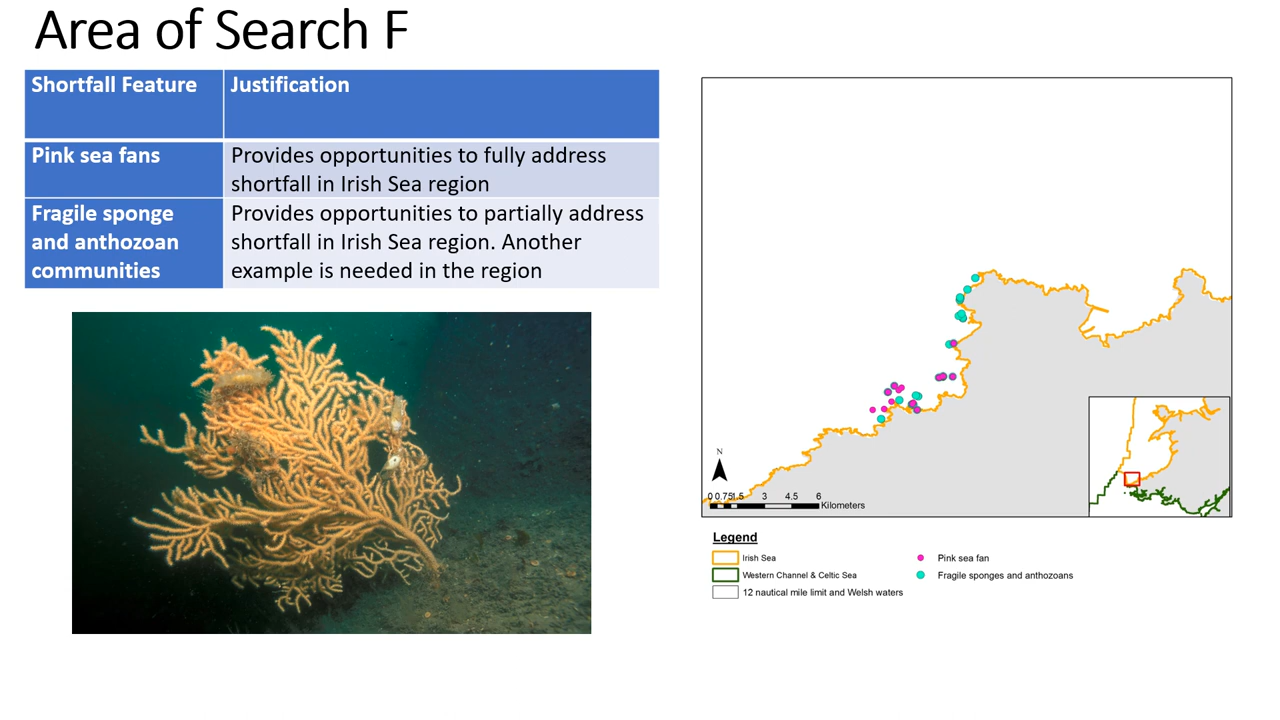 Area of Search F
Shortfall Feature
Justification
Pink sea fans
Provides opportunities to fully address
shortfall in Irish Sea region
Fragile sponge
and anthozoan
communities
Provides opportunities to partially address
shortfall in Irish Sea region. Another
example is needed in the region
N
0 0.75 1.5 3 4.5 6
Kilometers
Legend
Irish Sea
Western Channel & Celtic Sea
12 nautical mile limit and Welsh waters
Pink sea fan
Fragile sponges and anthozoans